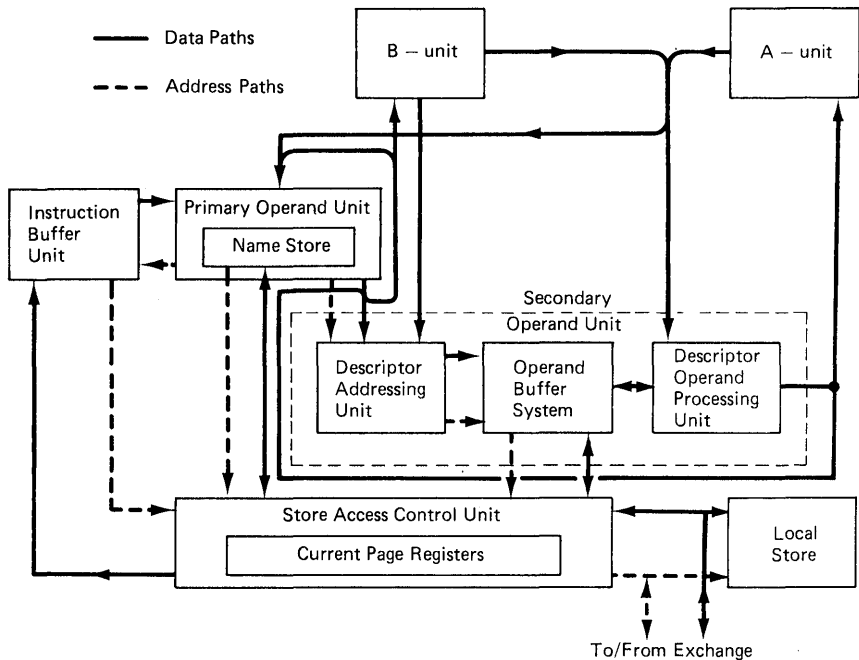 Data Paths
Address Paths
B – unit
A – unit
Instruction
Buffer
Unit
Primary Operand Unit
Name Store
Secondary
Operand Unit
Descriptor
Addressing
Unit
Operand
Buffer
System
Descriptor
Operand
Processing
Unit
Store Access Control Unit
Current Page Registers
Local
Store
To/From Exchange